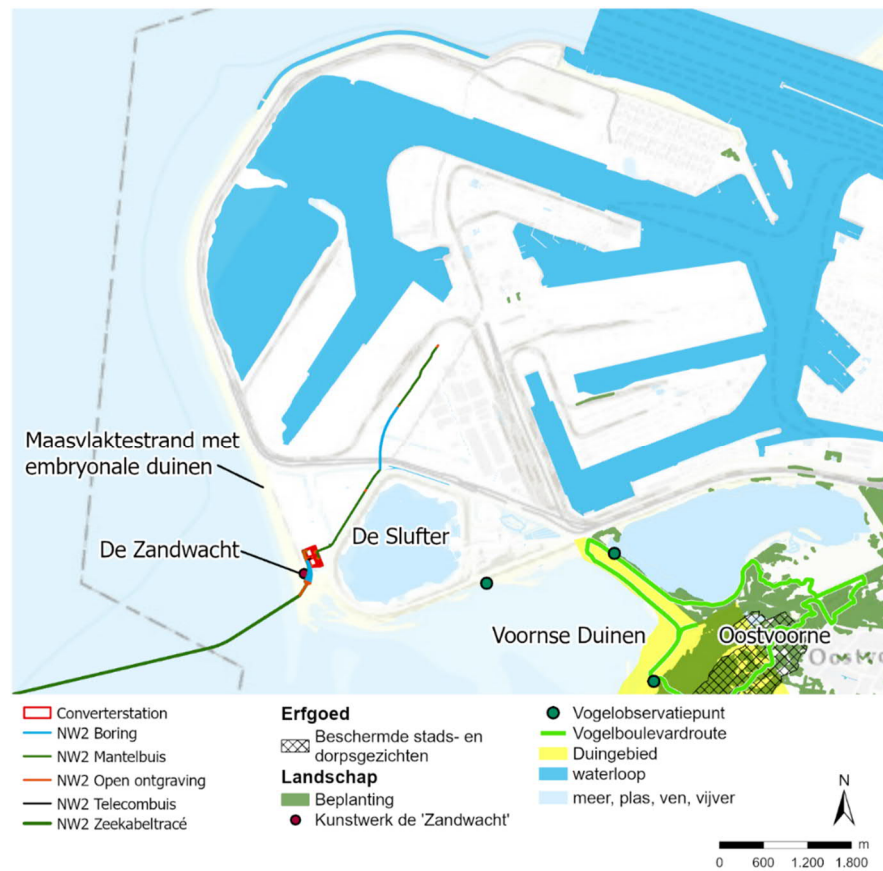 Maasvlaktestrand met
embryonale duinen
De Zandwacht
De Slufter
Voornse Duinen
Oostvoorne
Oostvo
Converterstation
NW2 Boring
NW2 Mantelbuis
NW2 Open ontgraving
NW2 Telecombuis
NW2 Zeekabeltracé
Erfgoed
Beschermde stads- en
dorpsgezichten
Landschap
Beplanting
Kunstwerk de 'Zandwacht'
Vogelobservatiepunt
Vogelboulevardroute
Duingebied
waterloop
meer, plas, ven, vijver
N
m
0 600 1.200 1.800